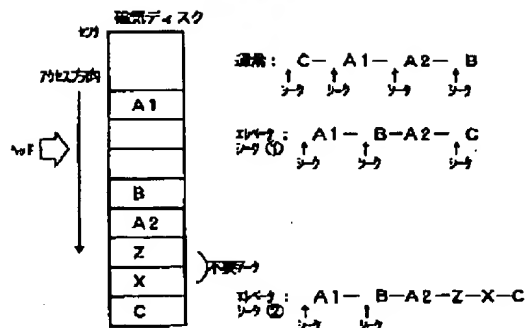 磁気ディスク
センタ
アクセス方向
ヘッド
A1
B
A2
Z
X
C
不要データ
通常: C－A1－A2－B
シーク シーク シーク シーク
エレベータシーク①: A1－B－A2－C
シーク シーク シーク
エレベータシーク②: A1－B－A2－Z－X－C
シーク シーク